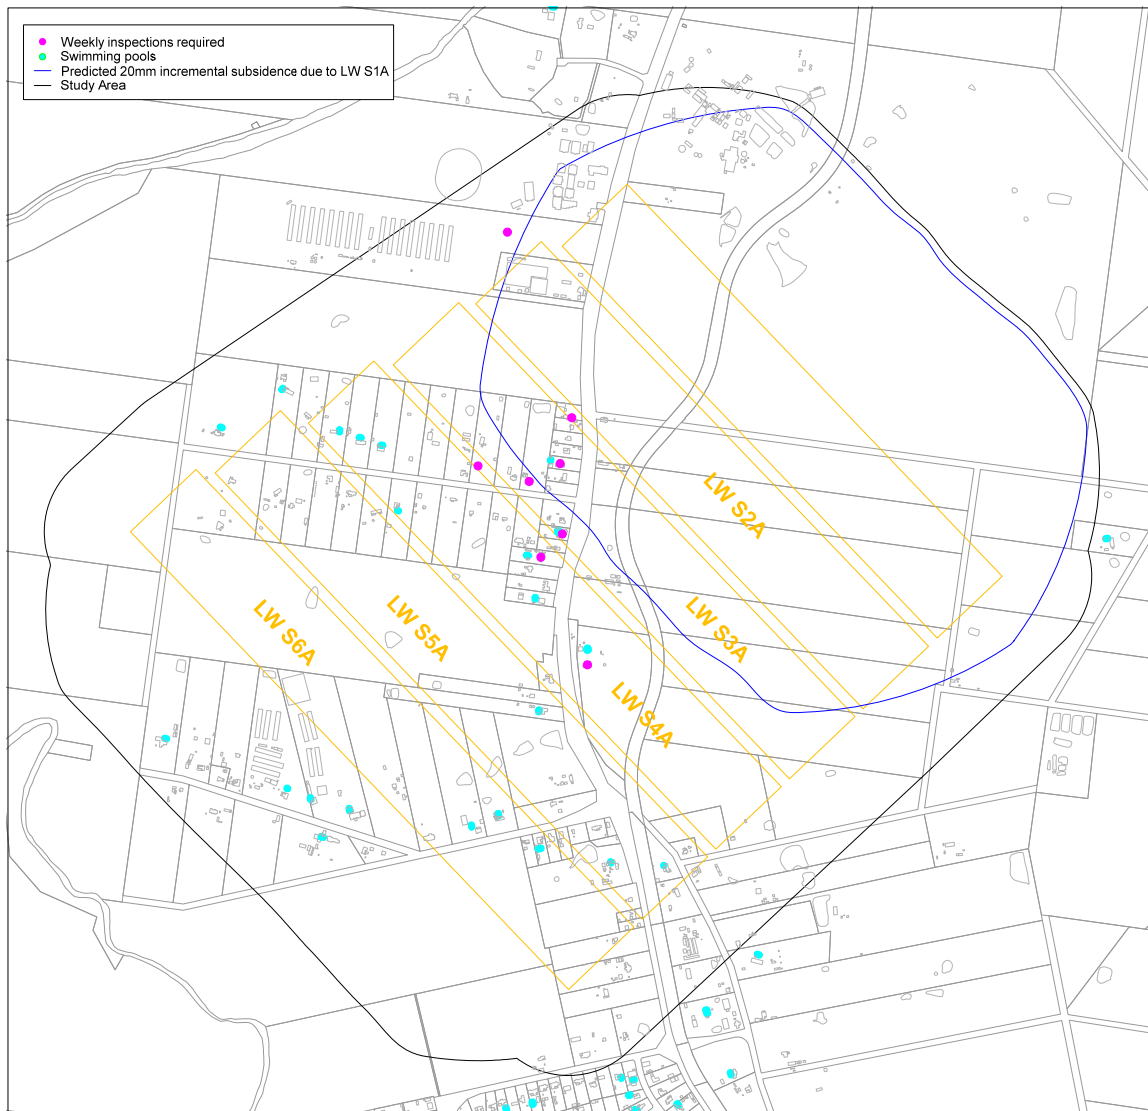 Weekly inspections required
Swimming pools
Predicted 20mm incremental subsidence due to LW S1A
Study Area
LW S2A
LW S3A
LW S4A
LW S5A
LW S6A